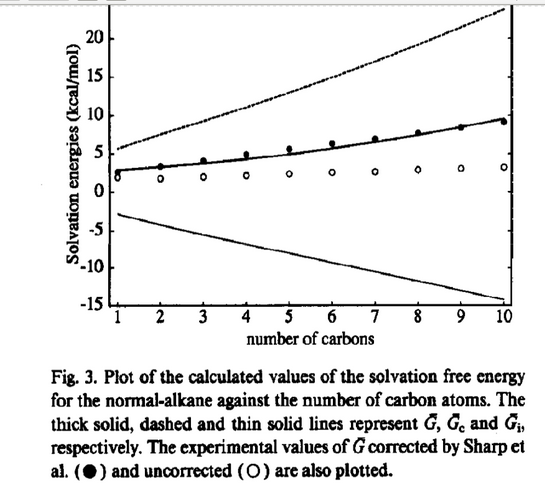 Solvation energies (kcal/mol)
20
15
10
5
0
-5
-10
-15
1 2 3 4 5 6 7 8 9 10
number of carbons
Fig. 3. Plot of the calculated values of the solvation free energy
for the normal-alkane against the number of carbon atoms. The
thick solid, dashed and thin solid lines represent Ḡ, Ḡc and Ḡi,
respectively. The experimental values of Ḡ corrected by Sharp et
al. (●) and uncorrected (○) are also plotted.